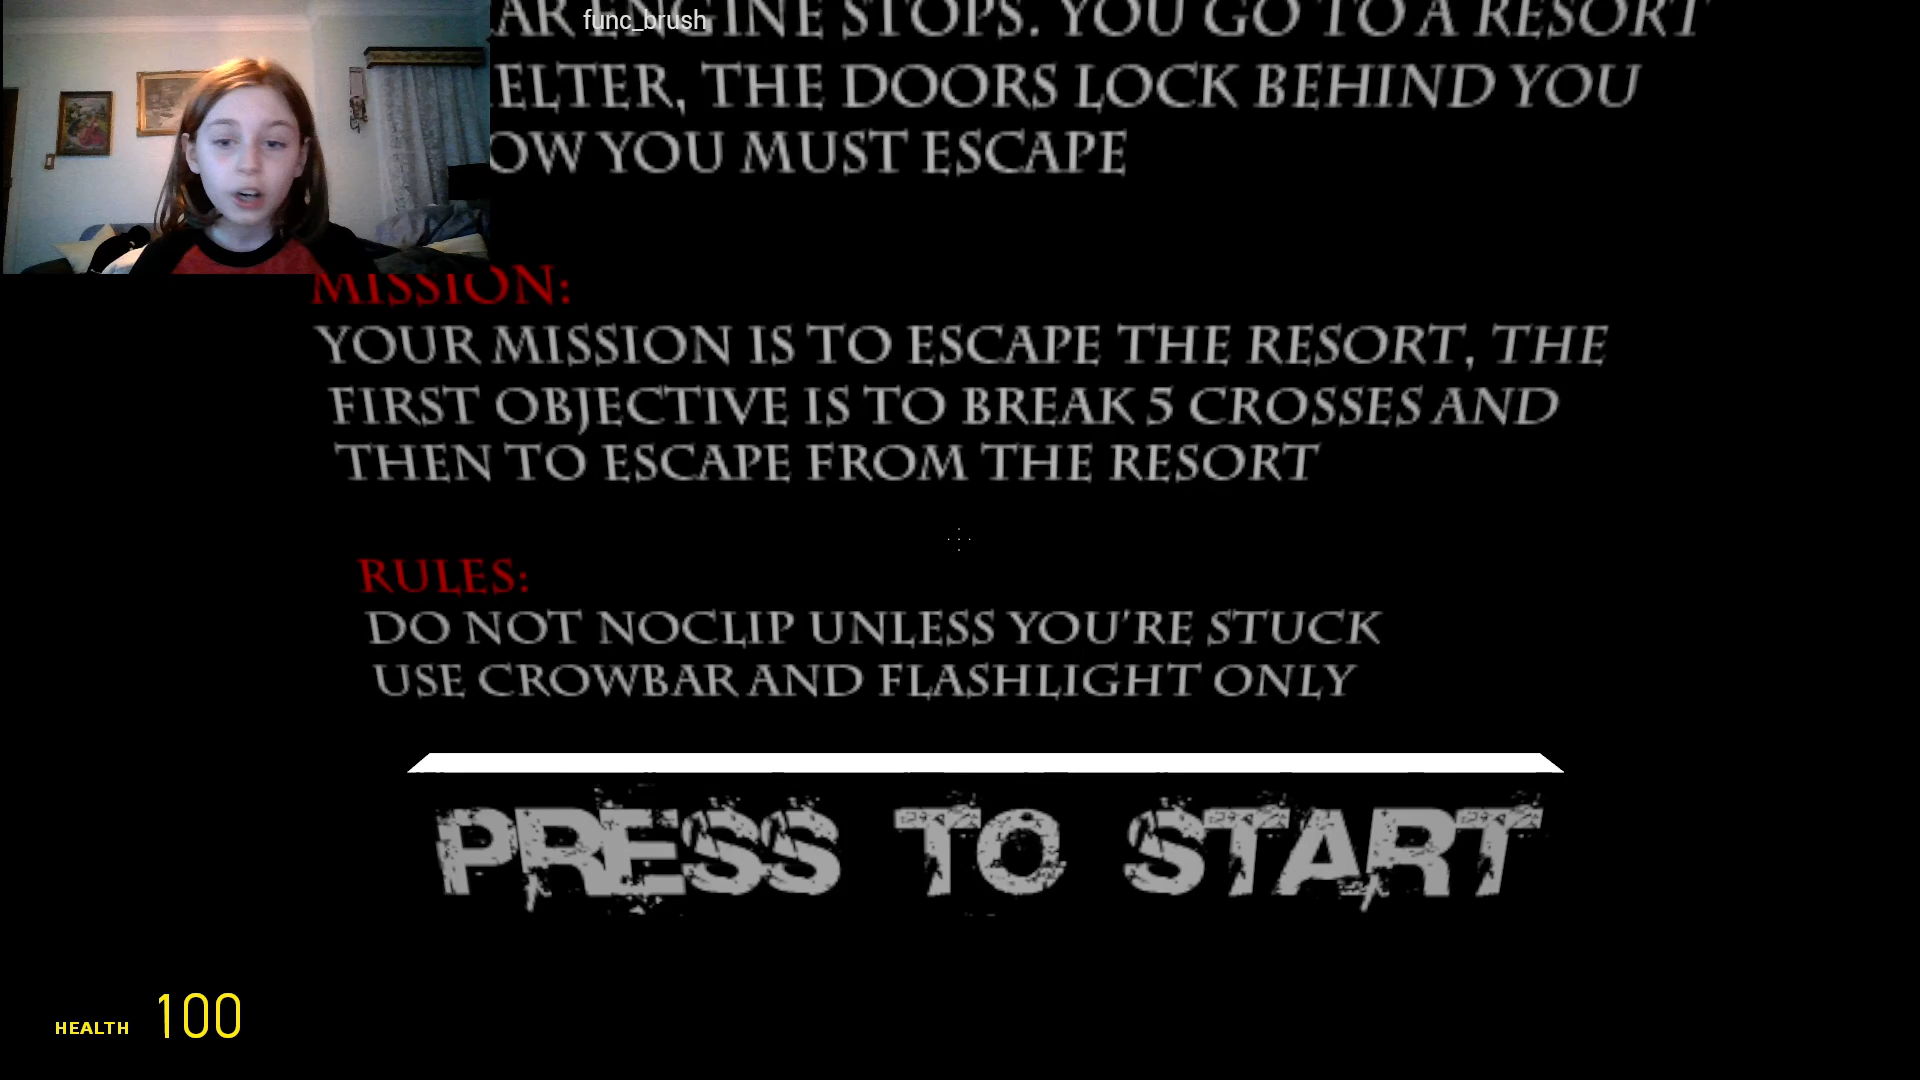 AR ENGINE STOPS. YOU GO TO A RESORT
func_brush
ELTER, THE DOORS LOCK BEHIND YOU
OW YOU MUST ESCAPE
MISSION:
YOUR MISSION IS TO ESCAPE THE RESORT, THE
FIRST OBJECTIVE IS TO BREAK 5 CROSSES AND
THEN TO ESCAPE FROM THE RESORT
RULES:
DO NOT NOCLIP UNLESS YOU'RE STUCK
USE CROWBAR AND FLASHLIGHT ONLY
PRESS TO START
HEALTH 100